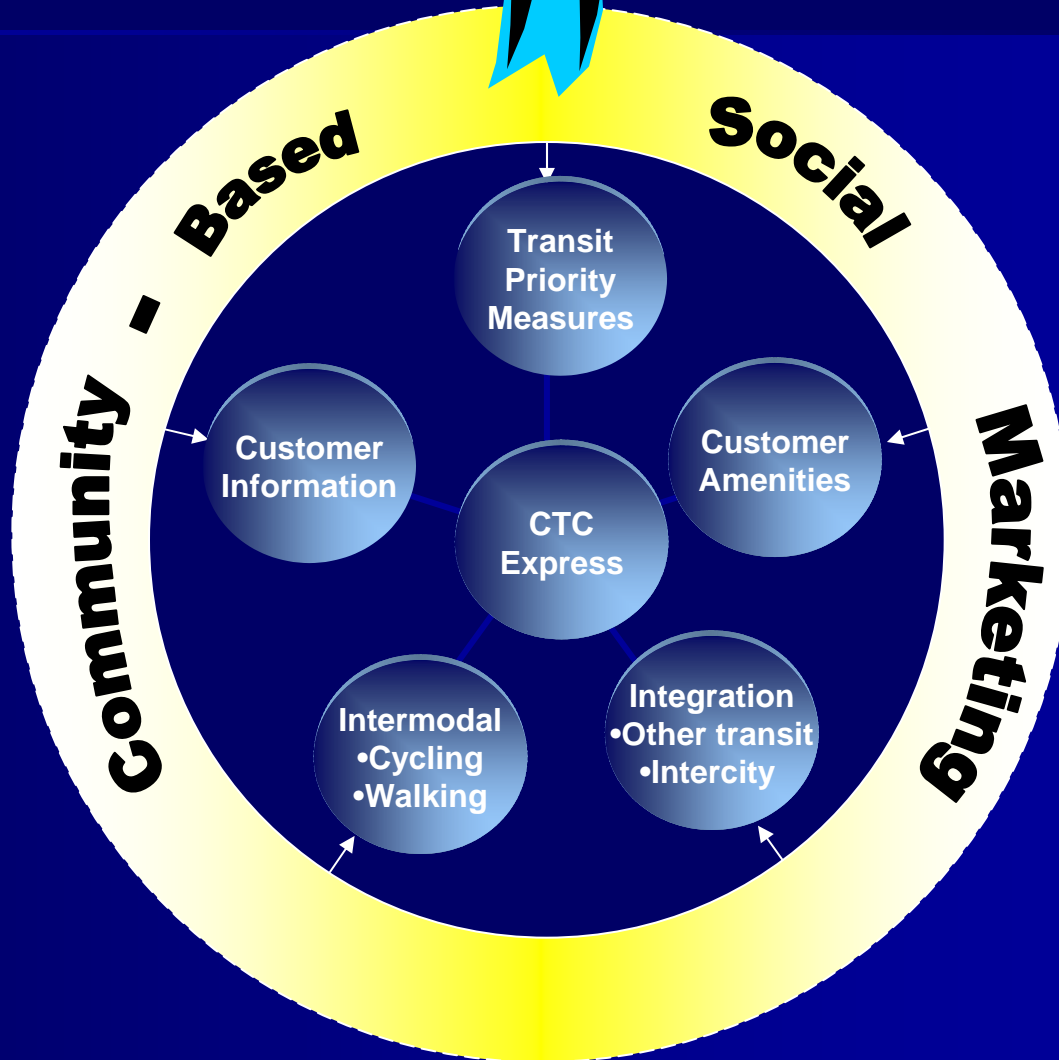 Community - Based Social Marketing
Transit
Priority
Measures
Customer
Information
Customer
Amenities
CTC
Express
Intermodal
•Cycling
•Walking
Integration
•Other transit
•Intercity